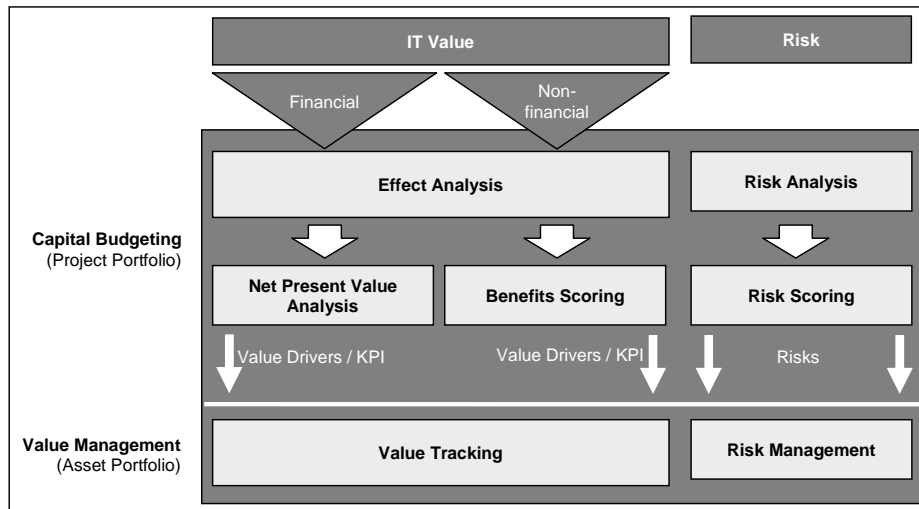 IT Value
Risk
Financial
Non-
financial
Effect Analysis
Risk Analysis
Capital Budgeting
(Project Portfolio)
Net Present Value
Analysis
Benefits Scoring
Risk Scoring
Value Drivers / KPI
Value Drivers / KPI
Risks
Value Management
(Asset Portfolio)
Value Tracking
Risk Management